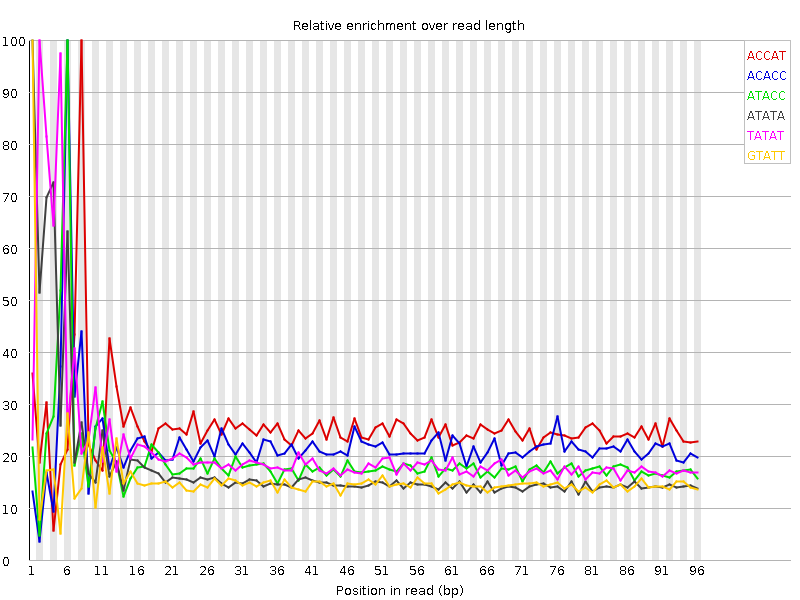 Relative enrichment over read length
100
90
80
70
60
50
40
30
20
10
0
ACCAT
ACACC
ATACC
ATATA
TATAT
GTATT
1 6 11 16 21 26 31 36 41 46 51 56 61 66 71 76 81 86 91 96
Position in read (bp)